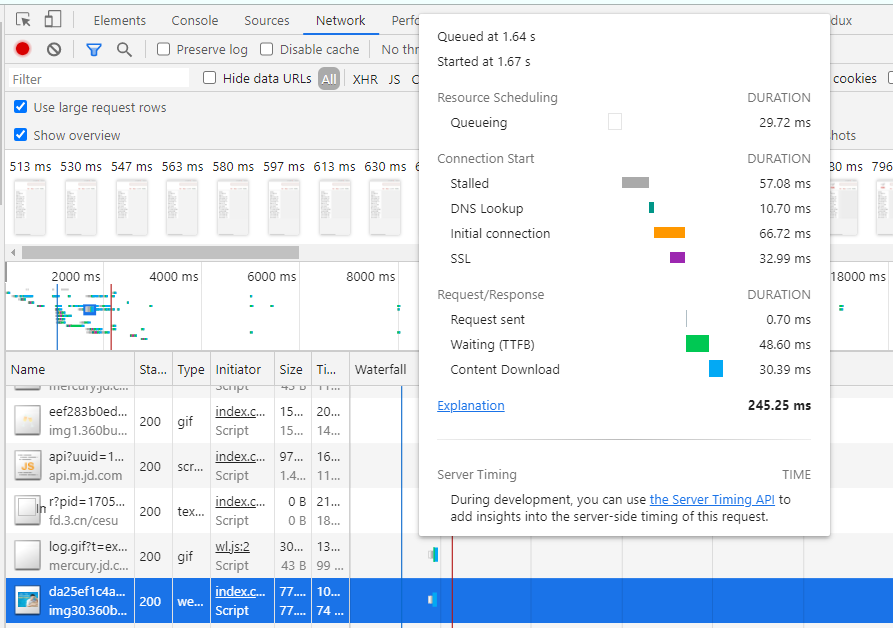 Elements Console Sources Network Perfo dux
Preserve log Disable cache No thr
Filter Hide data URLs All XHR JS C cookies
Use large request rows
Show overview hots
513 ms 530 ms 547 ms 563 ms 580 ms 597 ms 613 ms 630 ms 6 80 ms 796
2000 ms 4000 ms 6000 ms 8000 ms 18000 ms
Name Sta... Type Initiator Size Ti... Waterfall
mercury.jd.c... Script 43 B 11...
eef283b0ed... 200 gif index.c... 15... 20...
img1.360bu... Script 15... 14...
JS
api?uuid=1... 200 scr... index.c... 97... 16...
api.m.jd.com Script 1.4... 11...
r?pid=1705... 200 tex... index.c... 0 B 21...
fd.3.cn/cesu Script 0 B 18...
log.gif?t=ex... 200 gif wl.js:2 30... 13...
mercury.jd.c... Script 43 B 99 ...
da25ef1c4a... 200 we... index.c... 77.... 10...
img30.360b... Script 77.... 74 ...
Queued at 1.64 s
Started at 1.67 s
Resource Scheduling DURATION
Queueing 29.72 ms
Connection Start DURATION
Stalled 57.08 ms
DNS Lookup 10.70 ms
Initial connection 66.72 ms
SSL 32.99 ms
Request/Response DURATION
Request sent 0.70 ms
Waiting (TTFB) 48.60 ms
Content Download 30.39 ms
Explanation 245.25 ms
Server Timing TIME
During development, you can use the Server Timing API to
add insights into the server-side timing of this request.